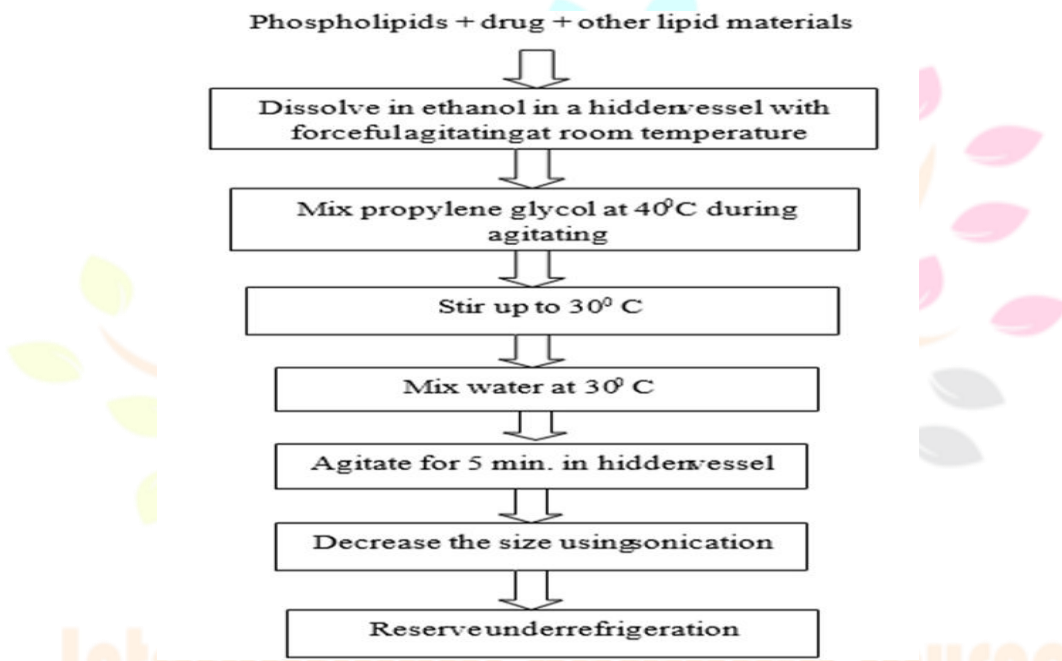 Phospholipids + drug + other lipid materials
Dissolve in ethanol in a hiddenvessel with
forcefulagitatingat room temperature
Mix propylene glycol at 40⁰C during
agitating
Stir up to 30⁰ C
Mix water at 30⁰ C
Agitate for 5 min. in hiddenvessel
Decrease the size usingsonication
Reserveunderrefrigeration